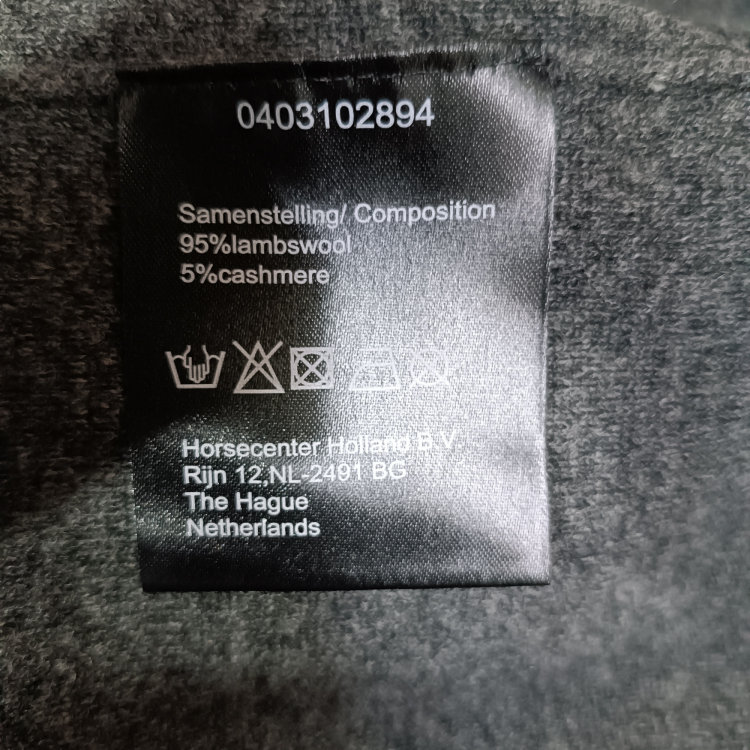 0403102894
Samenstelling/ Composition
95%lambswool
5%cashmere
Horsecenter Holland B.V.
Rijn 12,NL-2491 BG
The Hague
Netherlands